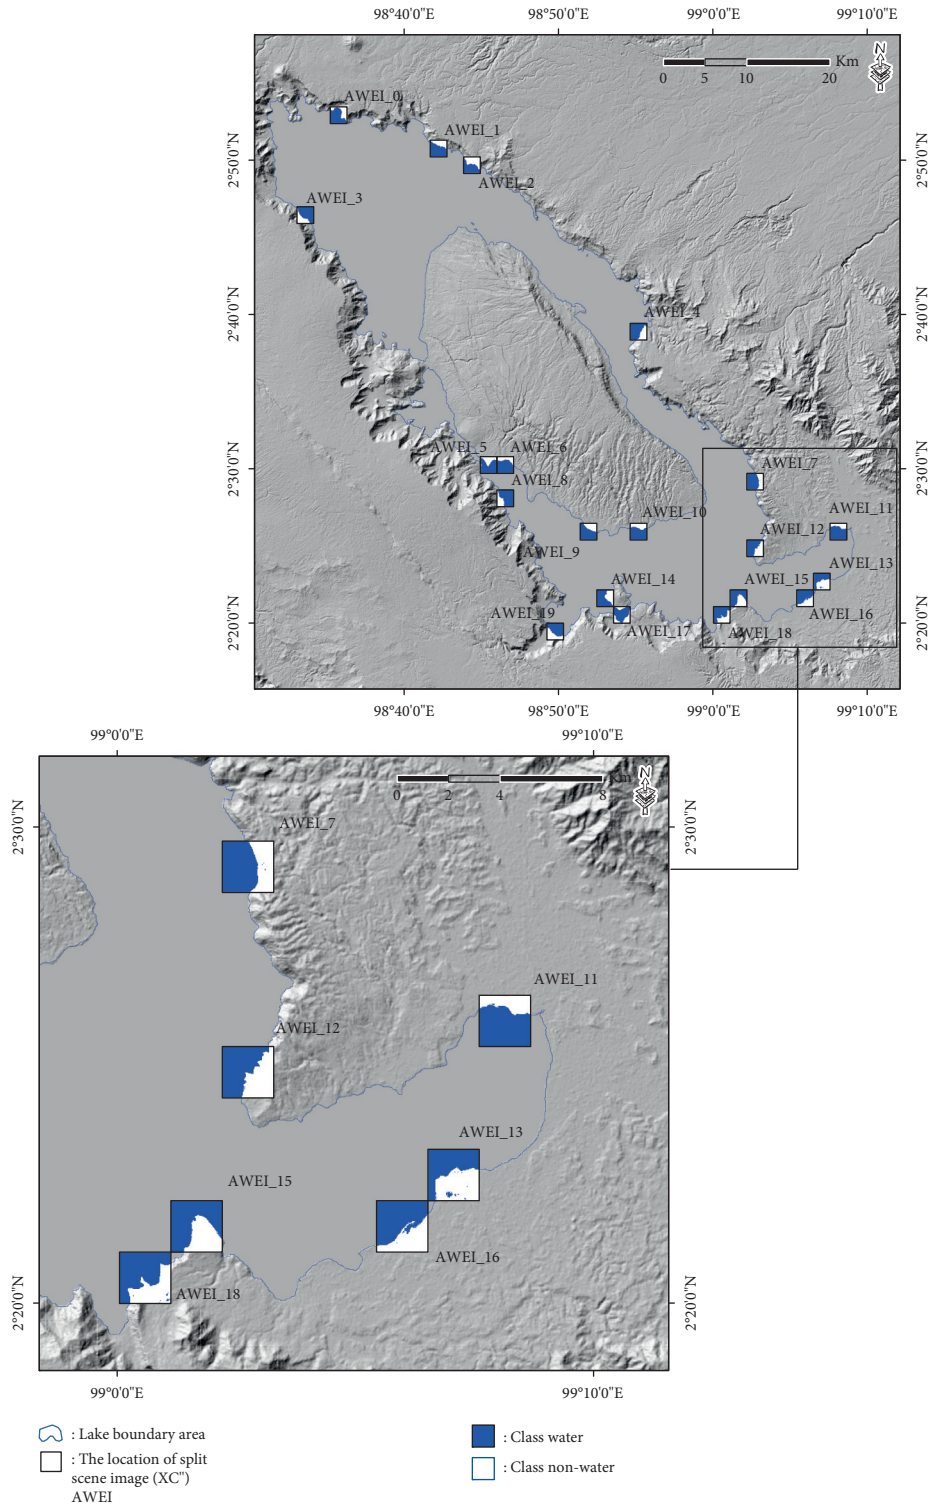 98°40'0"E 98°50'0"E 99°0'0"E 99°10'0"E
N
Km
0 5 10 20
AWEI_0
AWEI_1
2°50'0"N 2°50'0"N
AWEI_2
AWEI_3
2°40'0"N 2°40'0"N
AWEI_4
AWEI_5 AWEI_6
AWEI_7
2°30'0"N 2°30'0"N
AWEI_8
AWEI_10 AWEI_11
AWEI_12
AWEI_9
AWEI_13
AWEI_14 AWEI_15
AWEI_19 AWEI_16
2°20'0"N 2°20'0"N
AWEI_17 AWEI_18
98°40'0"E 98°50'0"E 99°0'0"E 99°10'0"E
99°0'0"E 99°10'0"E
N
Km
0 2 4 8
AWEI_7
2°30'0"N 2°30'0"N
AWEI_11
AWEI_12
AWEI_13
AWEI_15
AWEI_16
AWEI_18
2°20'0"N 2°20'0"N
99°0'0"E 99°10'0"E
: Lake boundary area
: The location of split
scene image (XC")
AWEI
: Class water
: Class non-water